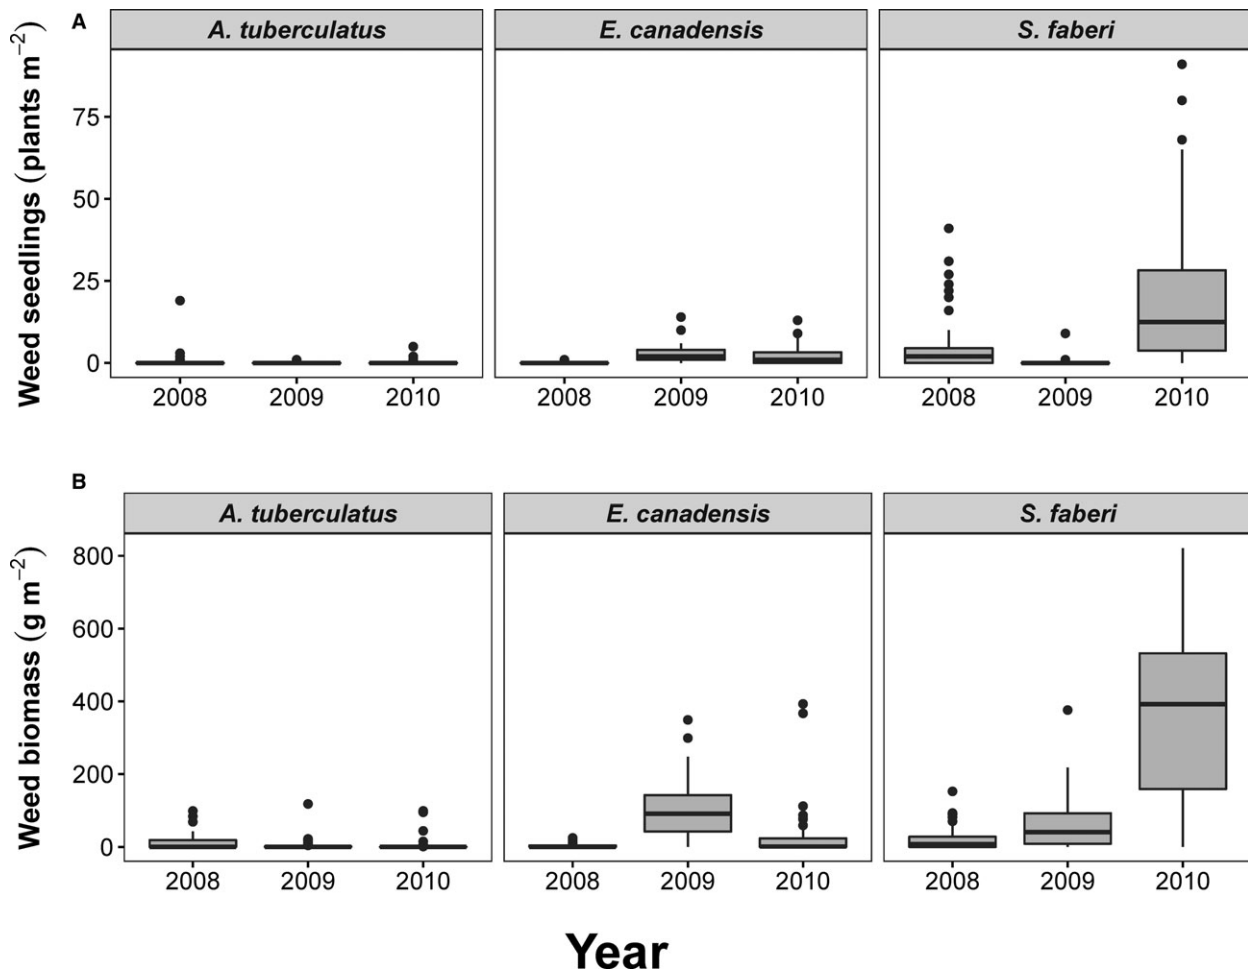 A
A. tuberculatus E. canadensis S. faberi
Weed seedlings (plants m⁻²)
75
50
25
0
2008 2009 2010 2008 2009 2010 2008 2009 2010
B
A. tuberculatus E. canadensis S. faberi
Weed biomass (g m⁻²)
800
600
400
200
0
2008 2009 2010 2008 2009 2010 2008 2009 2010
Year